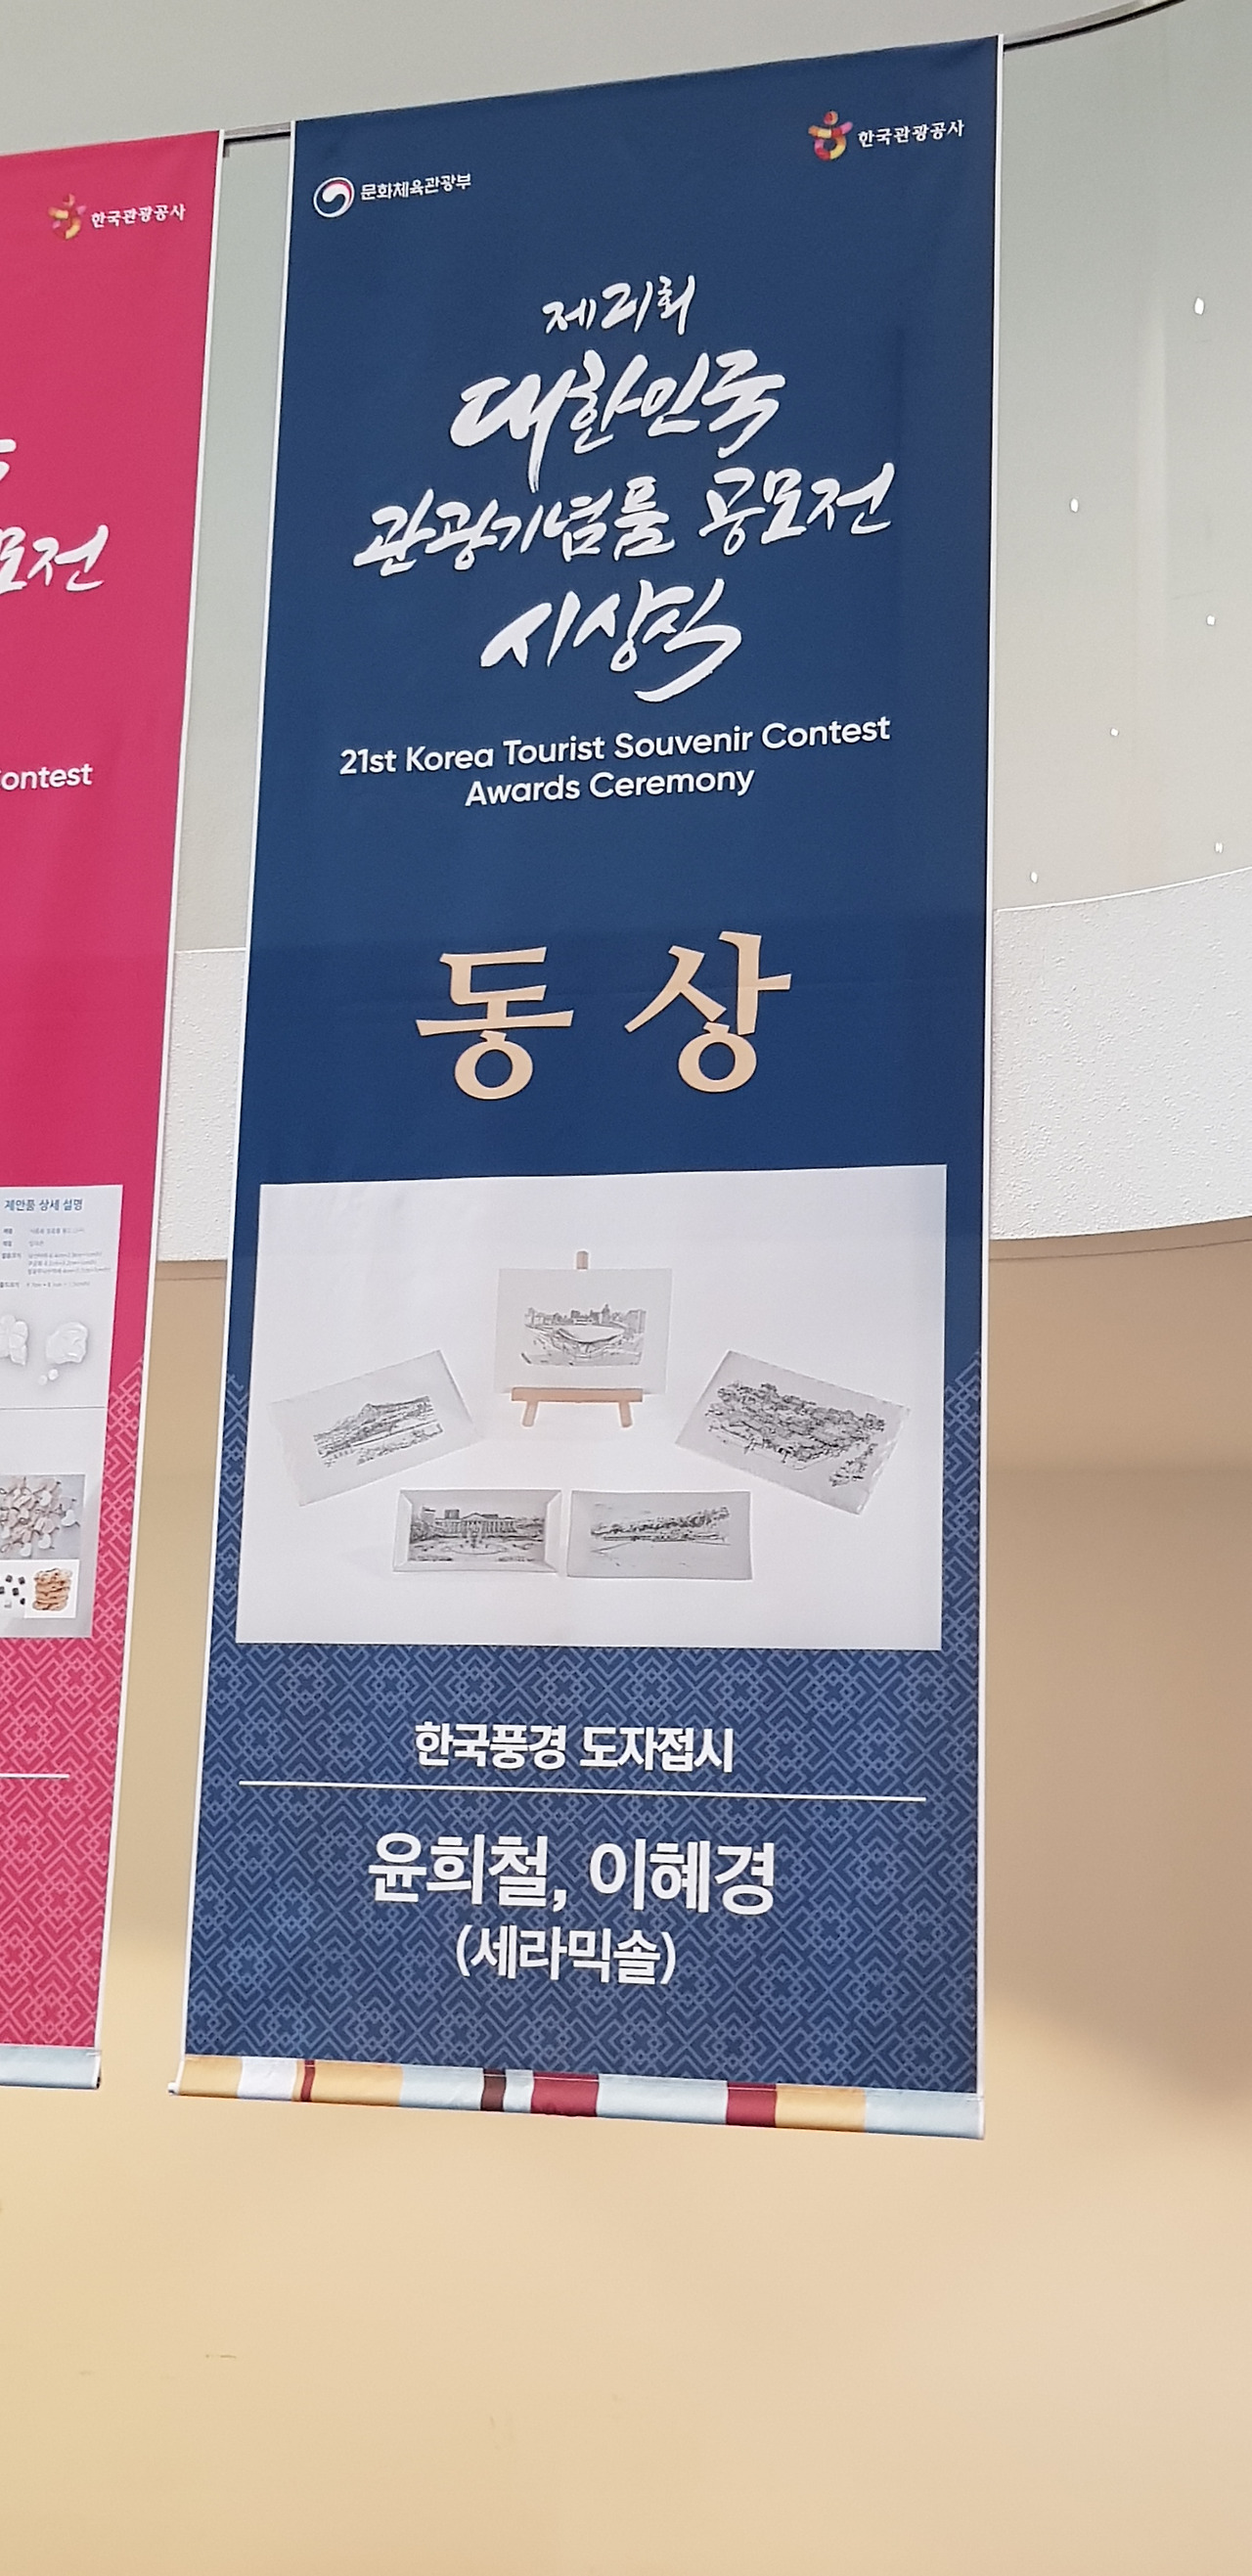 한국관광공사
모전
ontest
제안품 상세 설명
문화체육관광부
한국관광공사
제21회
대한민국
관광기념품 공모전
시상식
21st Korea Tourist Souvenir Contest
Awards Ceremony
동상
한국풍경 도자접시
윤희철, 이혜경
(세라믹솔)